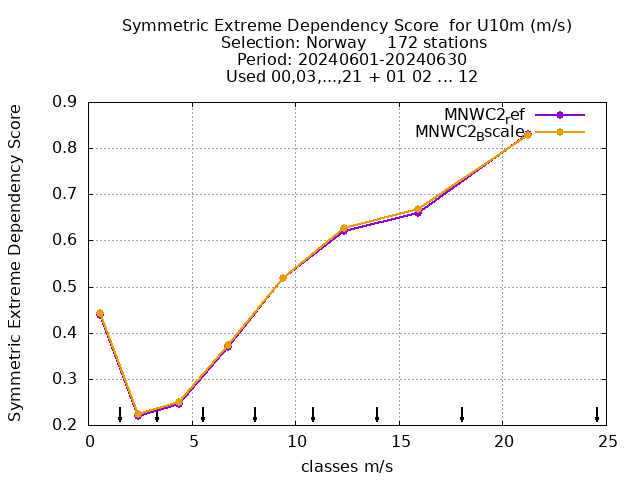 Symmetric Extreme Dependency Score  for U10m (m/s)
Selection: Norway    172 stations
Period: 20240601-20240630
Used 00,03,...,21 + 01 02 ... 12
Symmetric Extreme Dependency Score
0.9
0.8
0.7
0.6
0.5
0.4
0.3
0.2
MNWC2ref
MNWC2Bscale
0
5
10
15
20
25
classes m/s